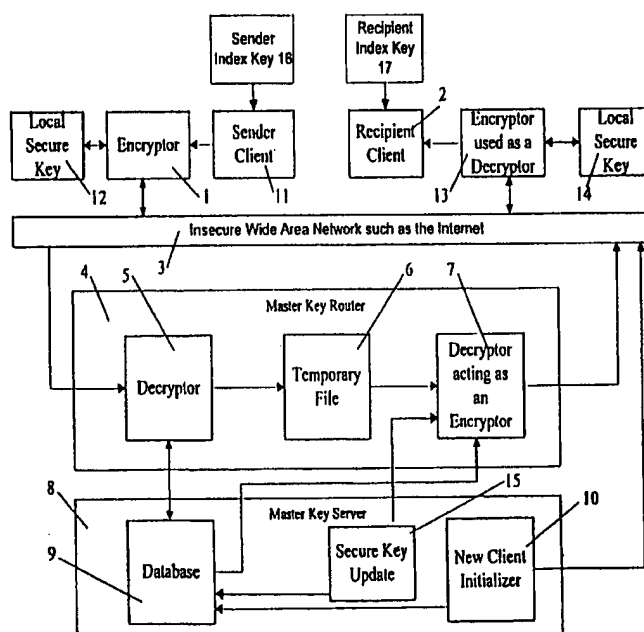 Sender
Index Key 16
Recipient
Index Key
17
2
Local
Secure
Key
Encryptor
Sender
Client
Recipient
Client
Encryptor
used as a
Decryptor
Local
Secure
Key
12
1
11
13
14
Insecure Wide Area Network such as the Internet
3
4
5
6
7
Master Key Router
Decryptor
Temporary
File
Decryptor
acting as
an
Encryptor
8
Master Key Server
15
10
9
Database
Secure Key
Update
New Client
Initializer